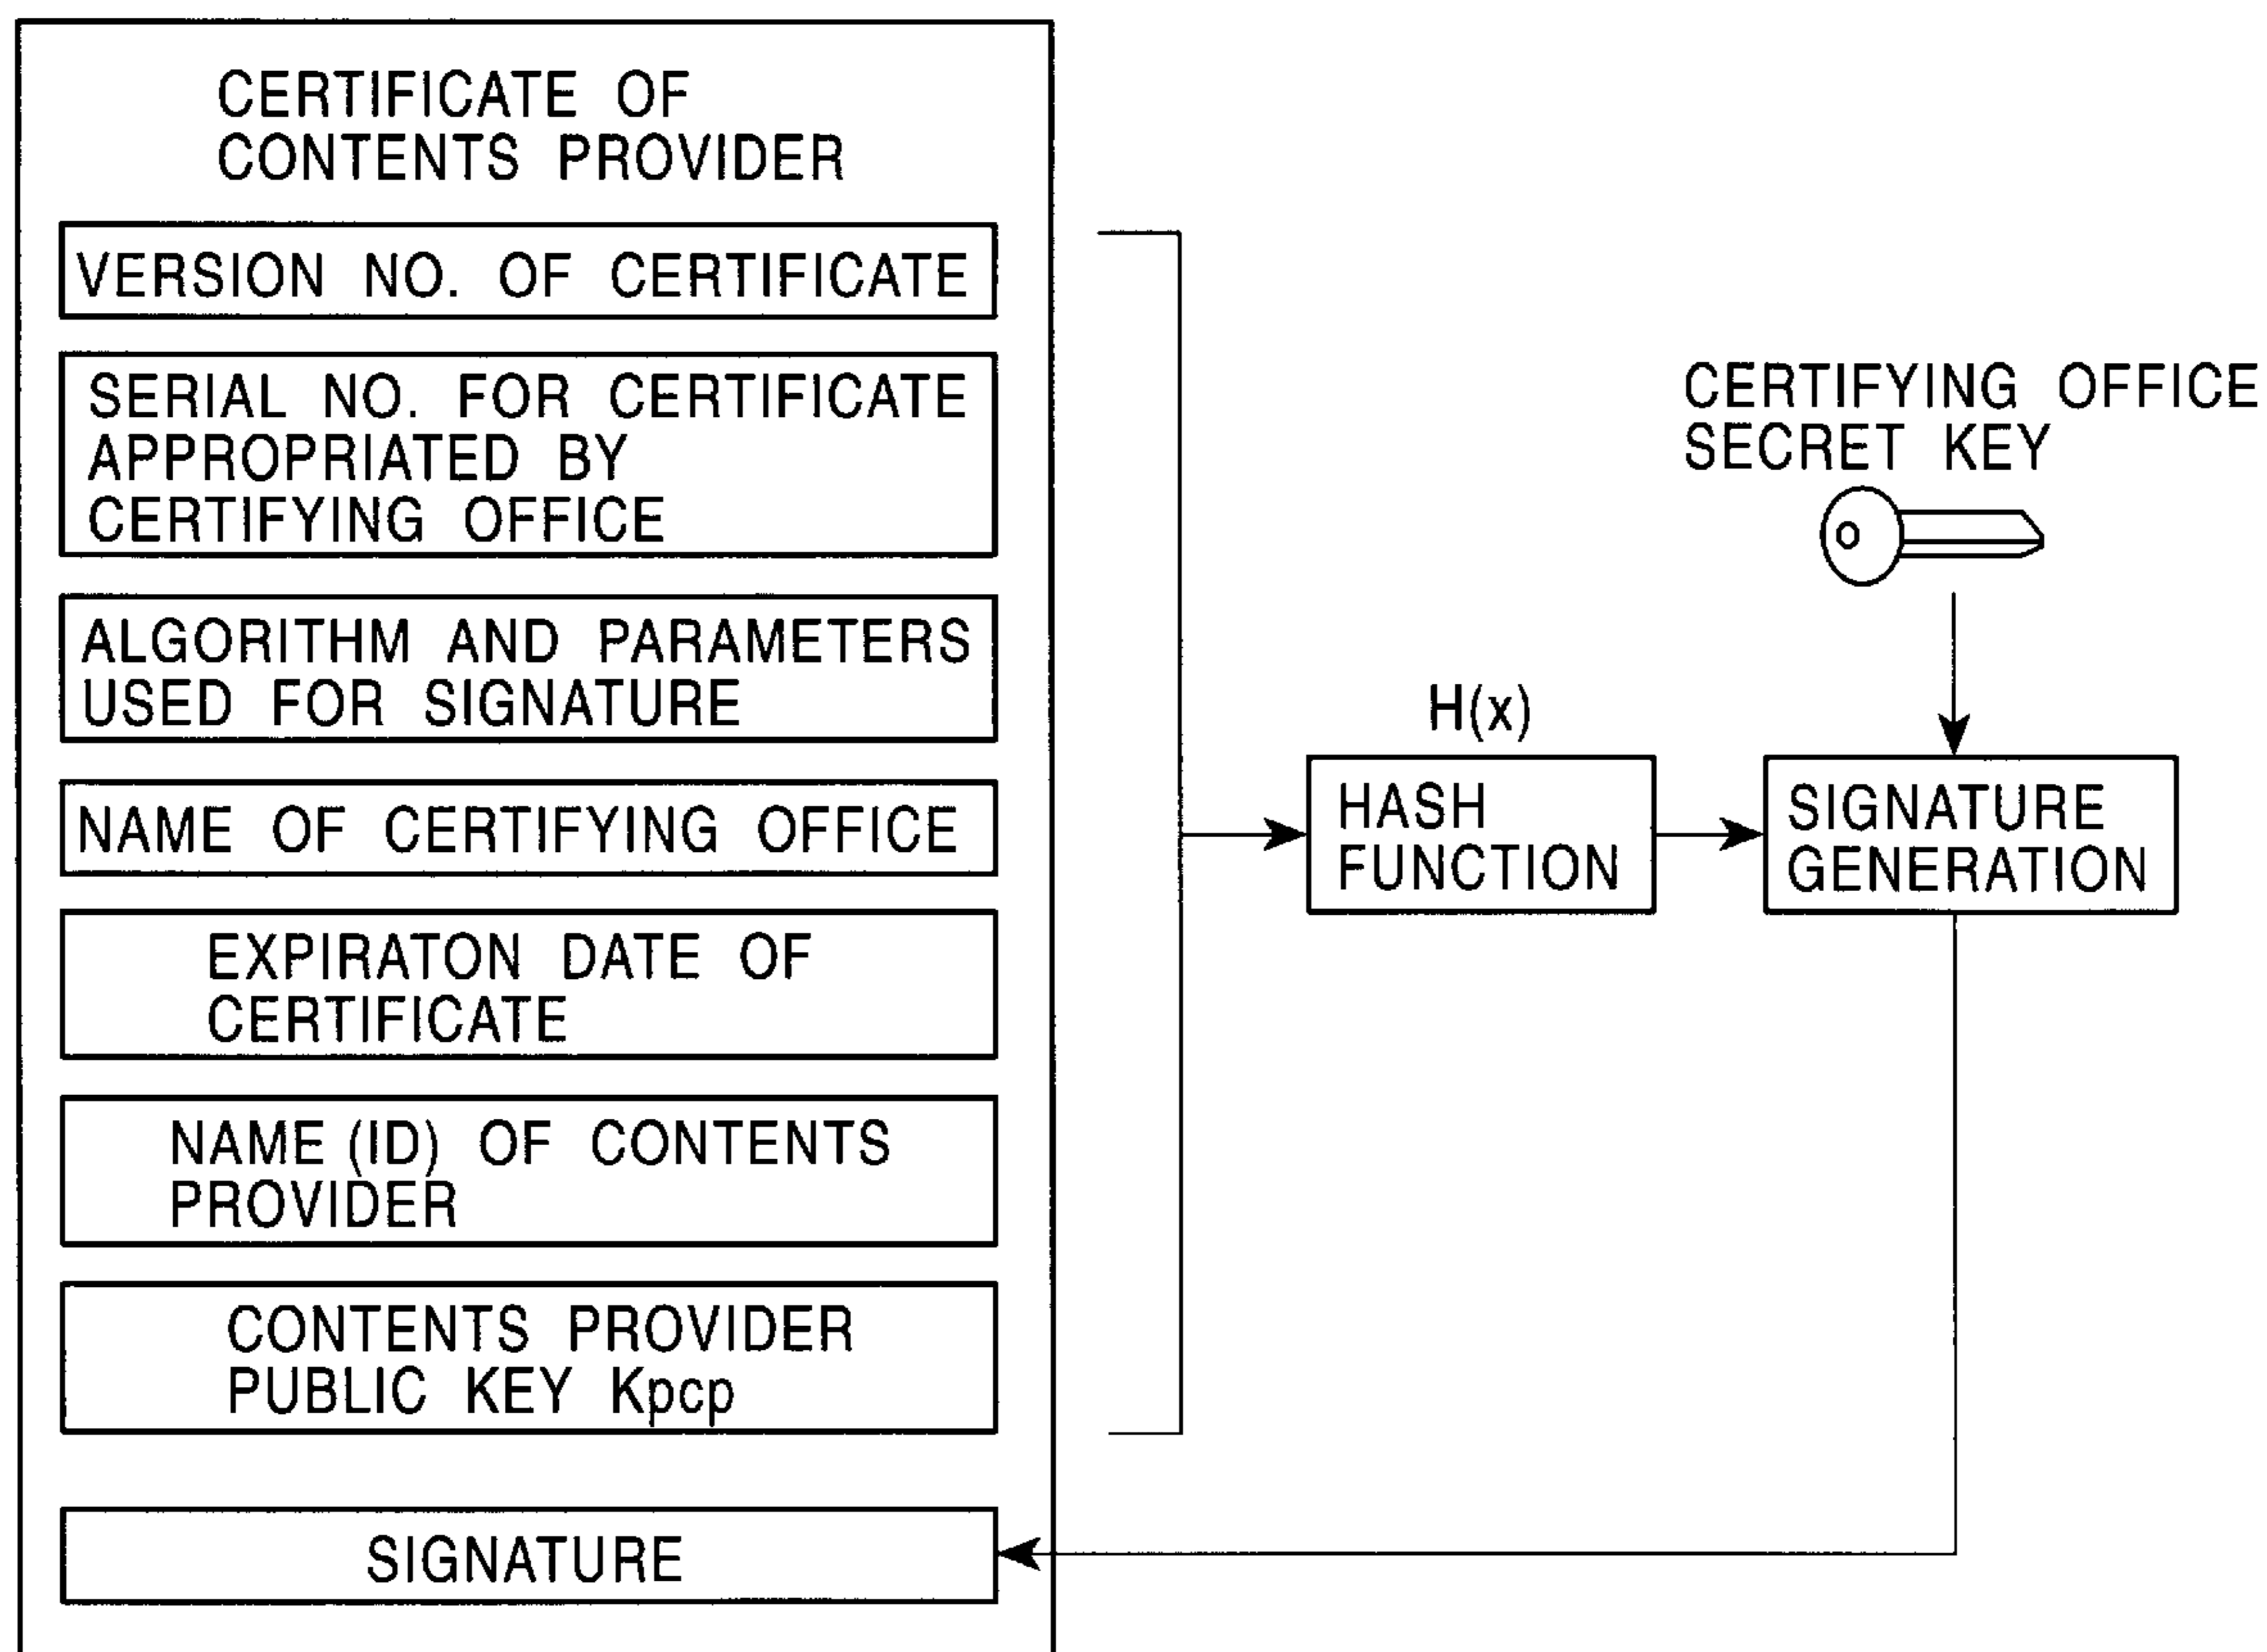 CERTIFICATE OF
CONTENTS PROVIDER
VERSION NO. OF CERTIFICATE
SERIAL NO. FOR CERTIFICATE
APPROPRIATED BY
CERTIFYING OFFICE
ALGORITHM AND PARAMETERS
USED FOR SIGNATURE
NAME OF CERTIFYING OFFICE
EXPIRATON DATE OF
CERTIFICATE
NAME (ID) OF CONTENTS
PROVIDER
CONTENTS PROVIDER
PUBLIC KEY Kpcp
SIGNATURE
H(x)
HASH
FUNCTION
CERTIFYING OFFICE
SECRET KEY
SIGNATURE
GENERATION